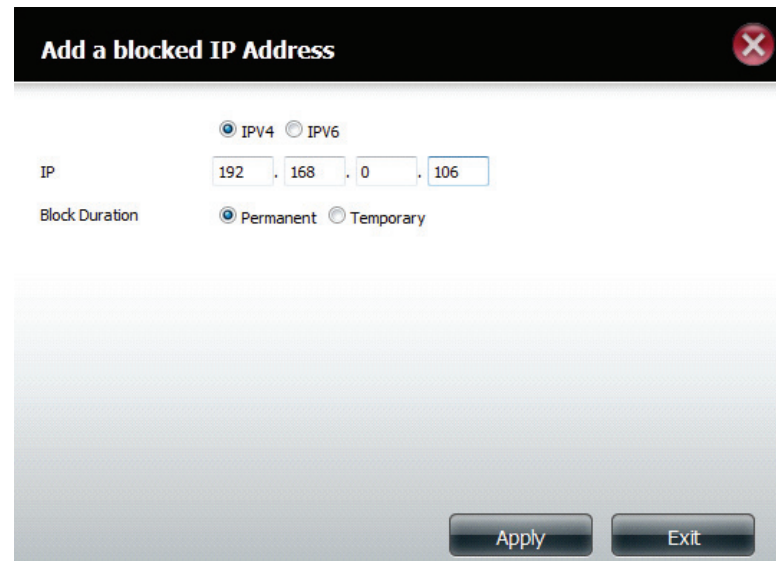 Add a blocked IP Address
IPV4 IPV6
IP 192 . 168 . 0 . 106
Block Duration Permanent Temporary
Apply Exit